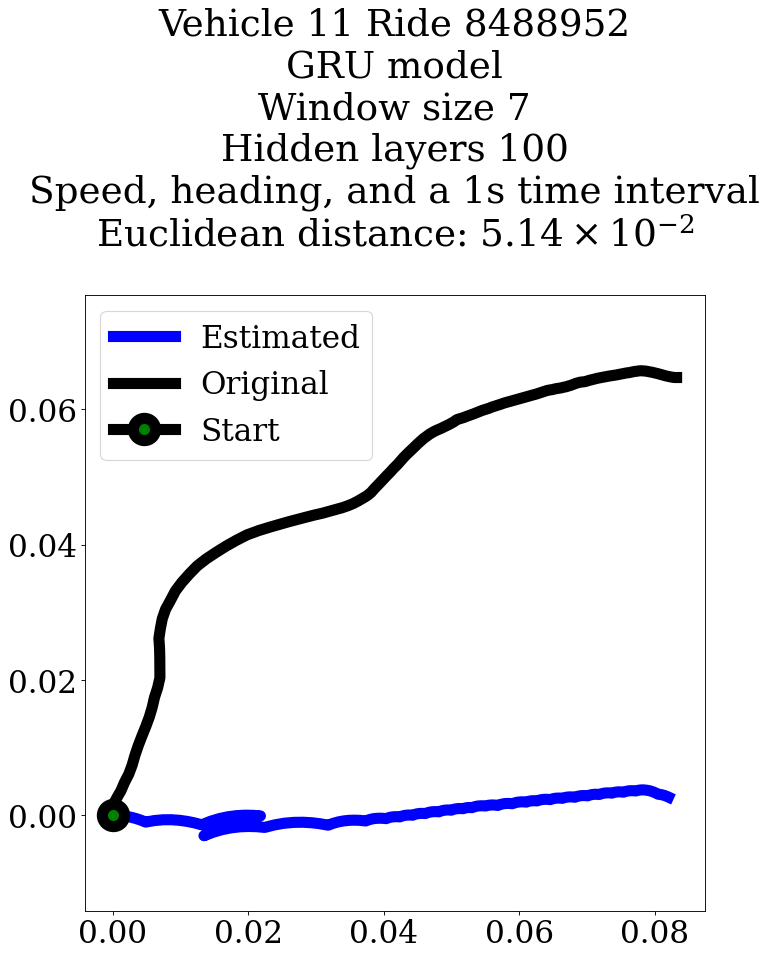 Vehicle 11 Ride 8488952
GRU model
Window size 7
Hidden layers 100
Speed, heading, and a 1s time interval
Euclidean distance: 5.14 × 10⁻²
Estimated
Original
Start
0.06
0.04
0.02
0.00
0.00 0.02 0.04 0.06 0.08